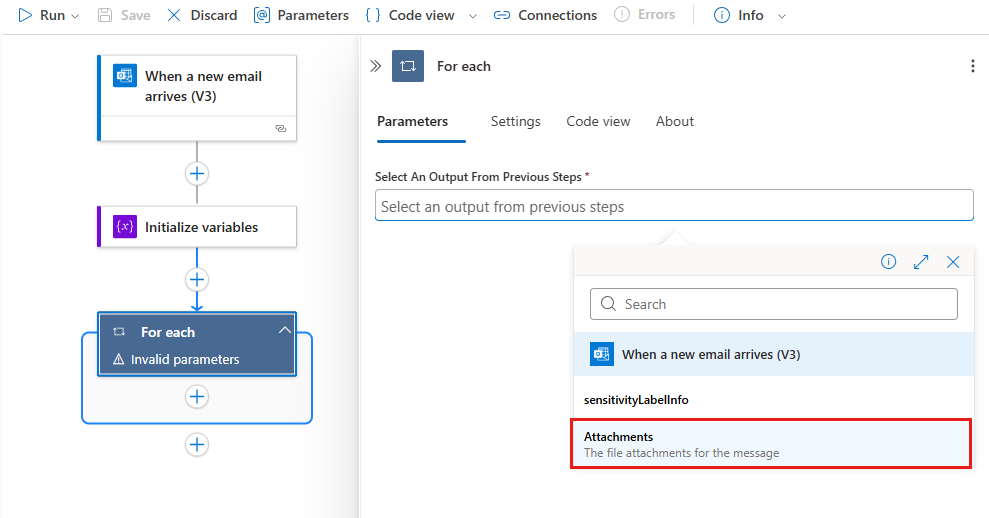 Run Save Discard Parameters Code view Connections Errors Info
When a new email
arrives (V3)
Initialize variables
For each
Invalid parameters
For each
Parameters Settings Code view About
Select An Output From Previous Steps *
Select an output from previous steps
Search
When a new email arrives (V3)
sensitivityLabelInfo
Attachments
The file attachments for the message